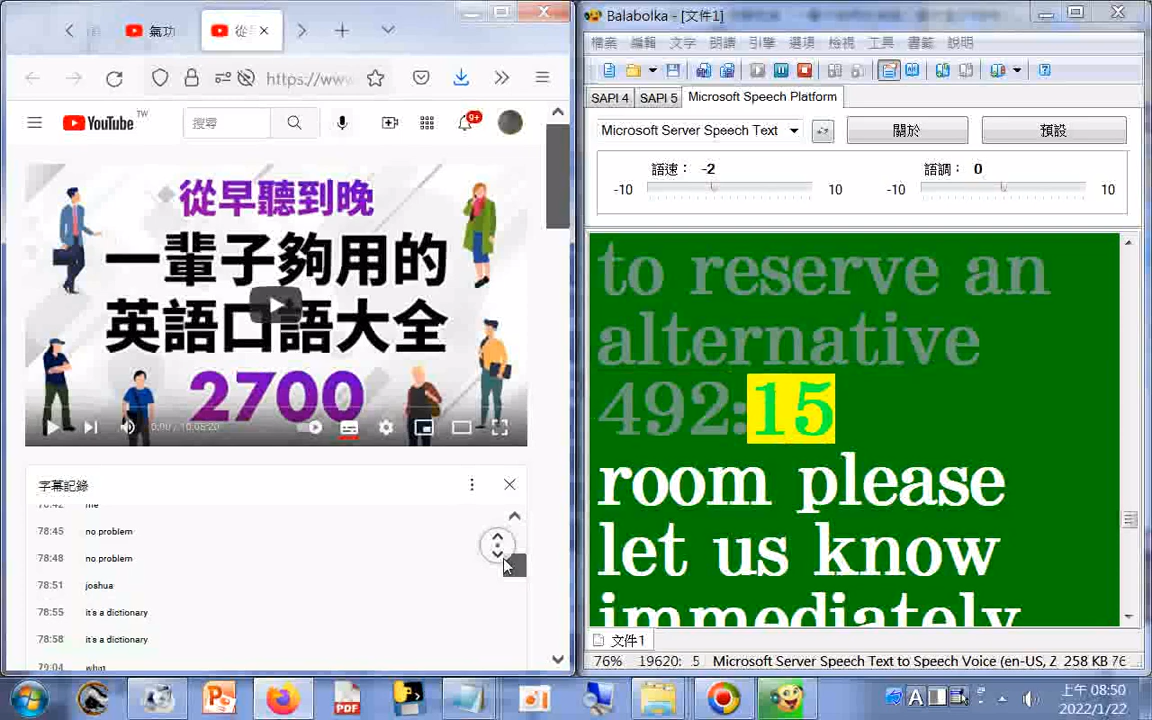 氣功
從
https://www
YouTube TW
搜尋
9+
從早聽到晚
一輩子夠用的
英語口語大全
2700
0:00 / 10:05:20
字幕記錄
78:42 me
78:45 no problem
78:48 no problem
78:51 joshua
78:55 it's a dictionary
78:58 it's a dictionary
79:04 what
Balabolka - [文件1]
檔案 編輯 文字 朗讀 引擎 選項 檢視 工具 書籤 說明
SAPI 4 SAPI 5 Microsoft Speech Platform
Microsoft Server Speech Text 關於 預設
語速： -2 語調： 0
-10 10 -10 10
to reserve an
alternative
492:15
room please
let us know
immediately
文件1
76% 19620: 5 Microsoft Server Speech Text to Speech Voice (en-US, Z 258 KB 76
PDF A 上午 08:50
2022/1/22